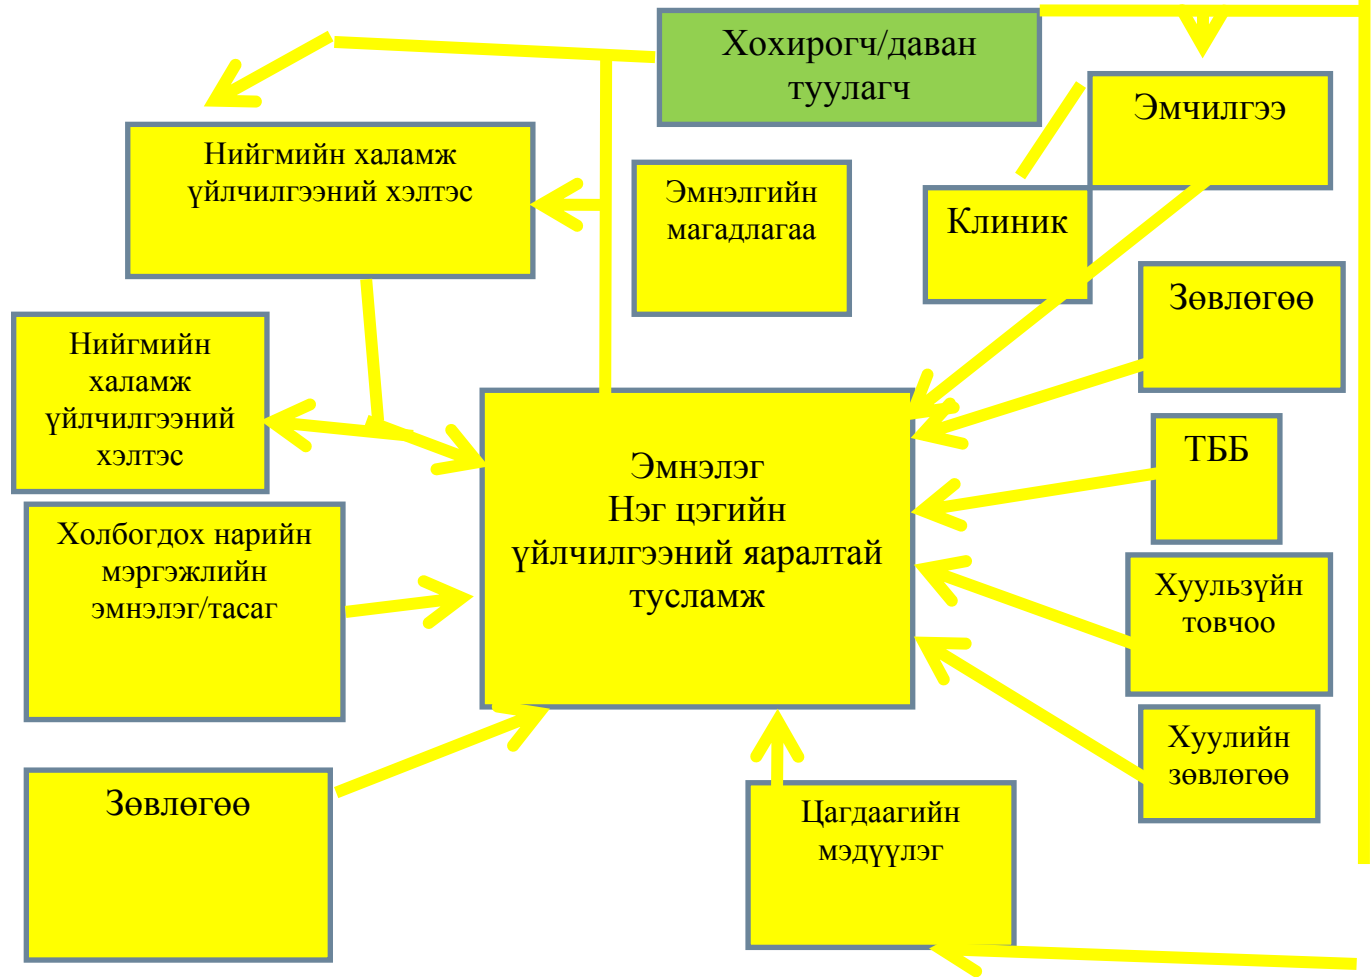 Хохирогч/даван
туулагч
Эмчилгээ
Нийгмийн халамж
үйлчилгээний хэлтэс
Эмнэлгийн
магадлагаа
Клиник
Зөвлөгөө
Нийгмийн
халамж
үйлчилгээний
хэлтэс
Эмнэлэг
Нэг цэгийн
үйлчилгээний яаралтай
тусламж
ТББ
Холбогдох нарийн
мэргэжлийн
эмнэлэг/тасаг
Хуульзүйн
товчоо
Хуулийн
зөвлөгөө
Зөвлөгөө
Цагдаагийн
мэдүүлэг